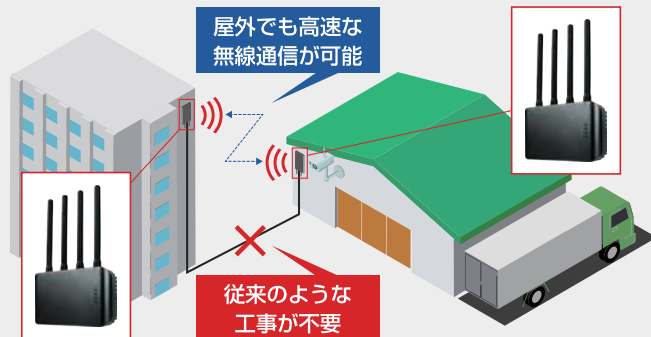 屋外でも高速な
無線通信が可能
従来のような
工事が不要